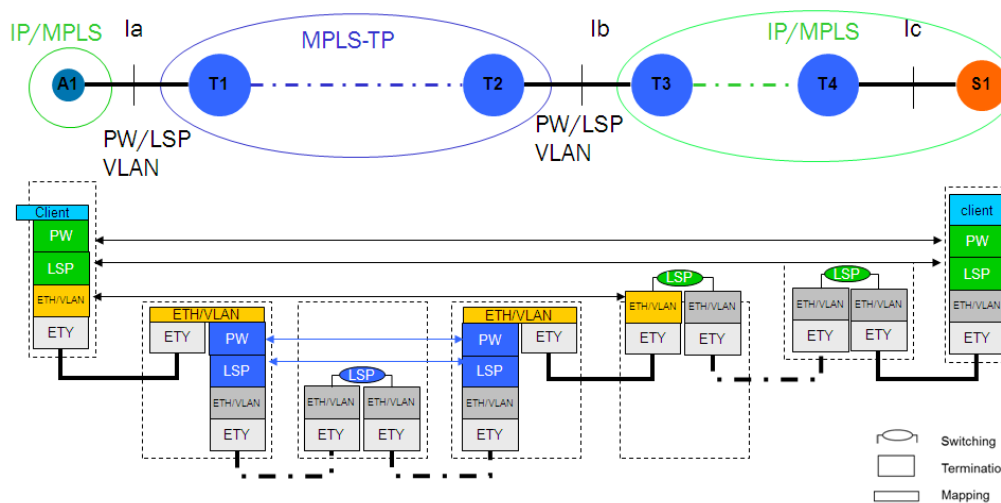 IP/MPLS
Ia
MPLS-TP
Ib
IP/MPLS
Ic
A1
T1
T2
T3
T4
S1
PW/LSP
VLAN
PW/LSP
VLAN
Client
PW
LSP
ETH/VLAN
ETY
ETH/VLAN
ETY
PW
LSP
ETH/VLAN
ETY
LSP
ETH/VLAN
ETH/VLAN
ETY
ETY
ETH/VLAN
PW
ETY
LSP
ETH/VLAN
ETY
LSP
ETH/VLAN
ETH/VLAN
ETY
ETY
LSP
ETH/VLAN
ETH/VLAN
ETY
ETY
client
PW
LSP
ETH/VLAN
ETY
Switching
Terminatio
Mapping